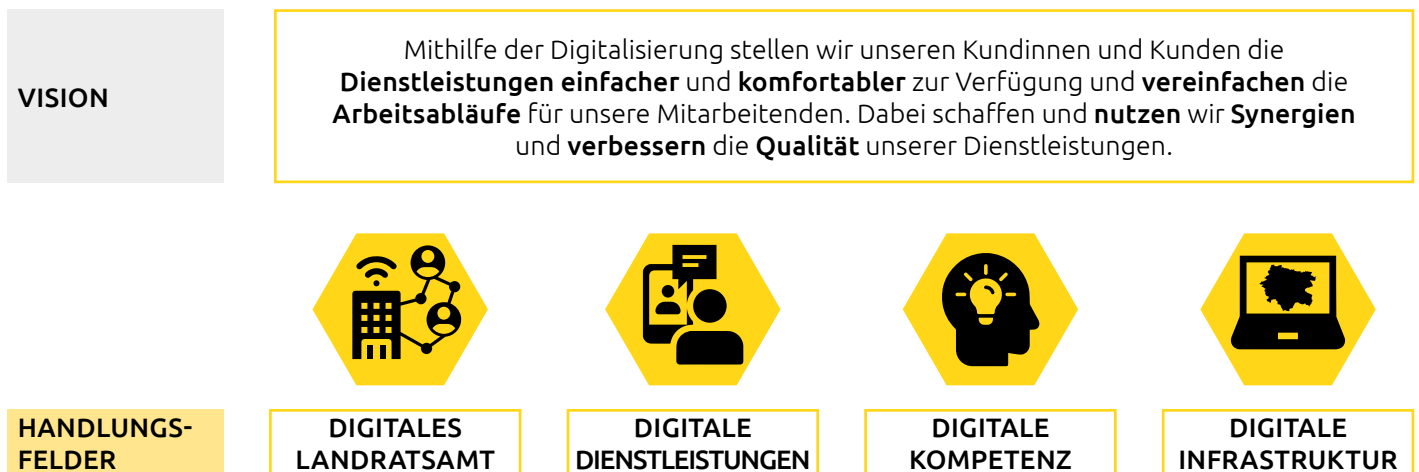 VISION
Mithilfe der Digitalisierung stellen wir unseren Kundinnen und Kunden die
Dienstleistungen einfacher und komfortabler zur Verfügung und vereinfachen die
Arbeitsabläufe für unsere Mitarbeitenden. Dabei schaffen und nutzen wir Synergien
und verbessern die Qualität unserer Dienstleistungen.
HANDLUNGS-
FELDER
DIGITALES
LANDRATSAMT
DIGITALE
DIENSTLEISTUNGEN
DIGITALE
KOMPETENZ
DIGITALE
INFRASTRUKTUR